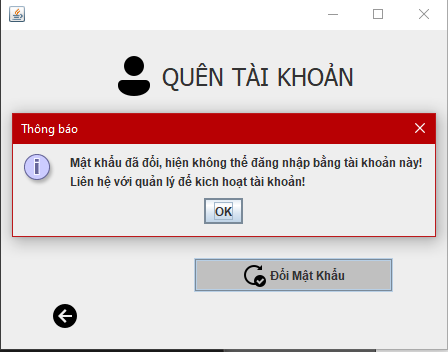 QUÊN TÀI KHOẢN
Thông báo
Mật khẩu đã đổi, hiện không thể đăng nhập bằng tài khoản này!
Liên hệ với quản lý để kich hoạt tài khoản!
OK
Đổi Mật Khẩu